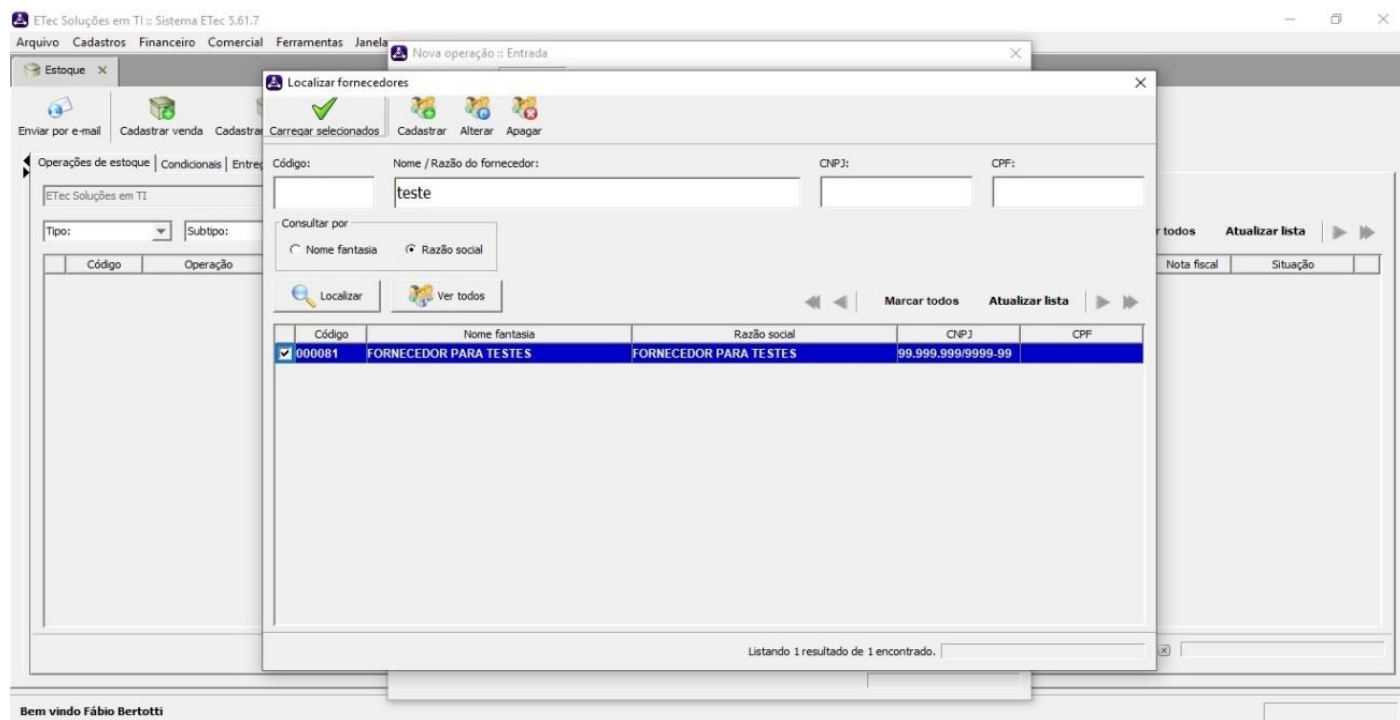 ETec Soluções em TI :: Sistema ETec 5.61.7
Arquivo Cadastros Financeiro Comercial Ferramentas Janela
Nova operação :: Entrada
Estoque
Localizar fornecedores
Enviar por e-mail Cadastrar venda Cadastrar Carregar selecionados Cadastrar Alterar Apagar
Operações de estoque Condicionais Entreg
Código: Nome / Razão do fornecedor: CNPJ: CPF:
ETec Soluções em TI
teste
Consultar por
Tipo: Subtipo:
Nome fantasia Razão social
r todos Atualizar lista
Código Operação
Nota fiscal Situação
Localizar Ver todos Marcar todos Atualizar lista
Código Nome fantasia Razão social CNPJ CPF
000081 FORNECEDOR PARA TESTES FORNECEDOR PARA TESTES 99.999.999/9999-99
Listando 1 resultado de 1 encontrado.
Bem vindo Fábio Bertotti